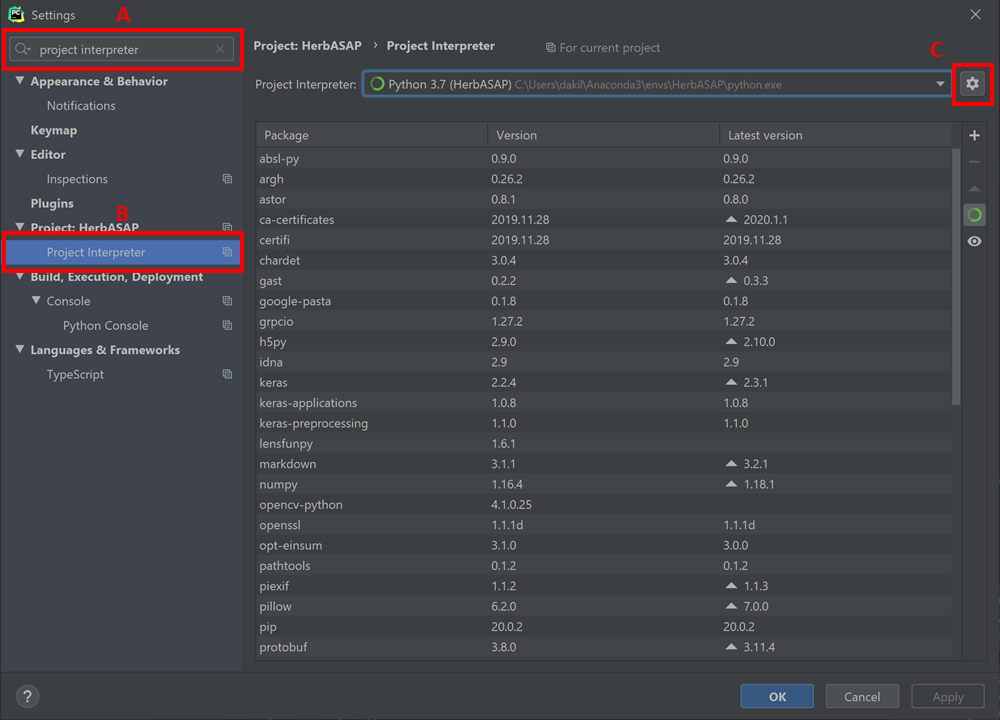 Settings
A
project interpreter
Project: HerbASAP › Project Interpreter
For current project
C
Project Interpreter: Python 3.7 (HerbASAP) C:\Users\dakil\Anaconda3\envs\HerbASAP\python.exe
Appearance & Behavior
Notifications
Keymap
Editor
Inspections
Plugins
B
Project: HerbASAP
Project Interpreter
Build, Execution, Deployment
Console
Python Console
Languages & Frameworks
TypeScript
Package Version Latest version
absl-py 0.9.0 0.9.0
argh 0.26.2 0.26.2
astor 0.8.1 0.8.0
ca-certificates 2019.11.28 2020.1.1
certifi 2019.11.28 2019.11.28
chardet 3.0.4 3.0.4
gast 0.2.2 0.3.3
google-pasta 0.1.8 0.1.8
grpcio 1.27.2 1.27.2
h5py 2.9.0 2.10.0
idna 2.9 2.9
keras 2.2.4 2.3.1
keras-applications 1.0.8 1.0.8
keras-preprocessing 1.1.0 1.1.0
lensfunpy 1.6.1
markdown 3.1.1 3.2.1
numpy 1.16.4 1.18.1
opencv-python 4.1.0.25
openssl 1.1.1d 1.1.1d
opt-einsum 3.1.0 3.0.0
pathtools 0.1.2 0.1.2
piexif 1.1.2 1.1.3
pillow 6.2.0 7.0.0
pip 20.0.2 20.0.2
protobuf 3.8.0 3.11.4
?
OK
Cancel
Apply